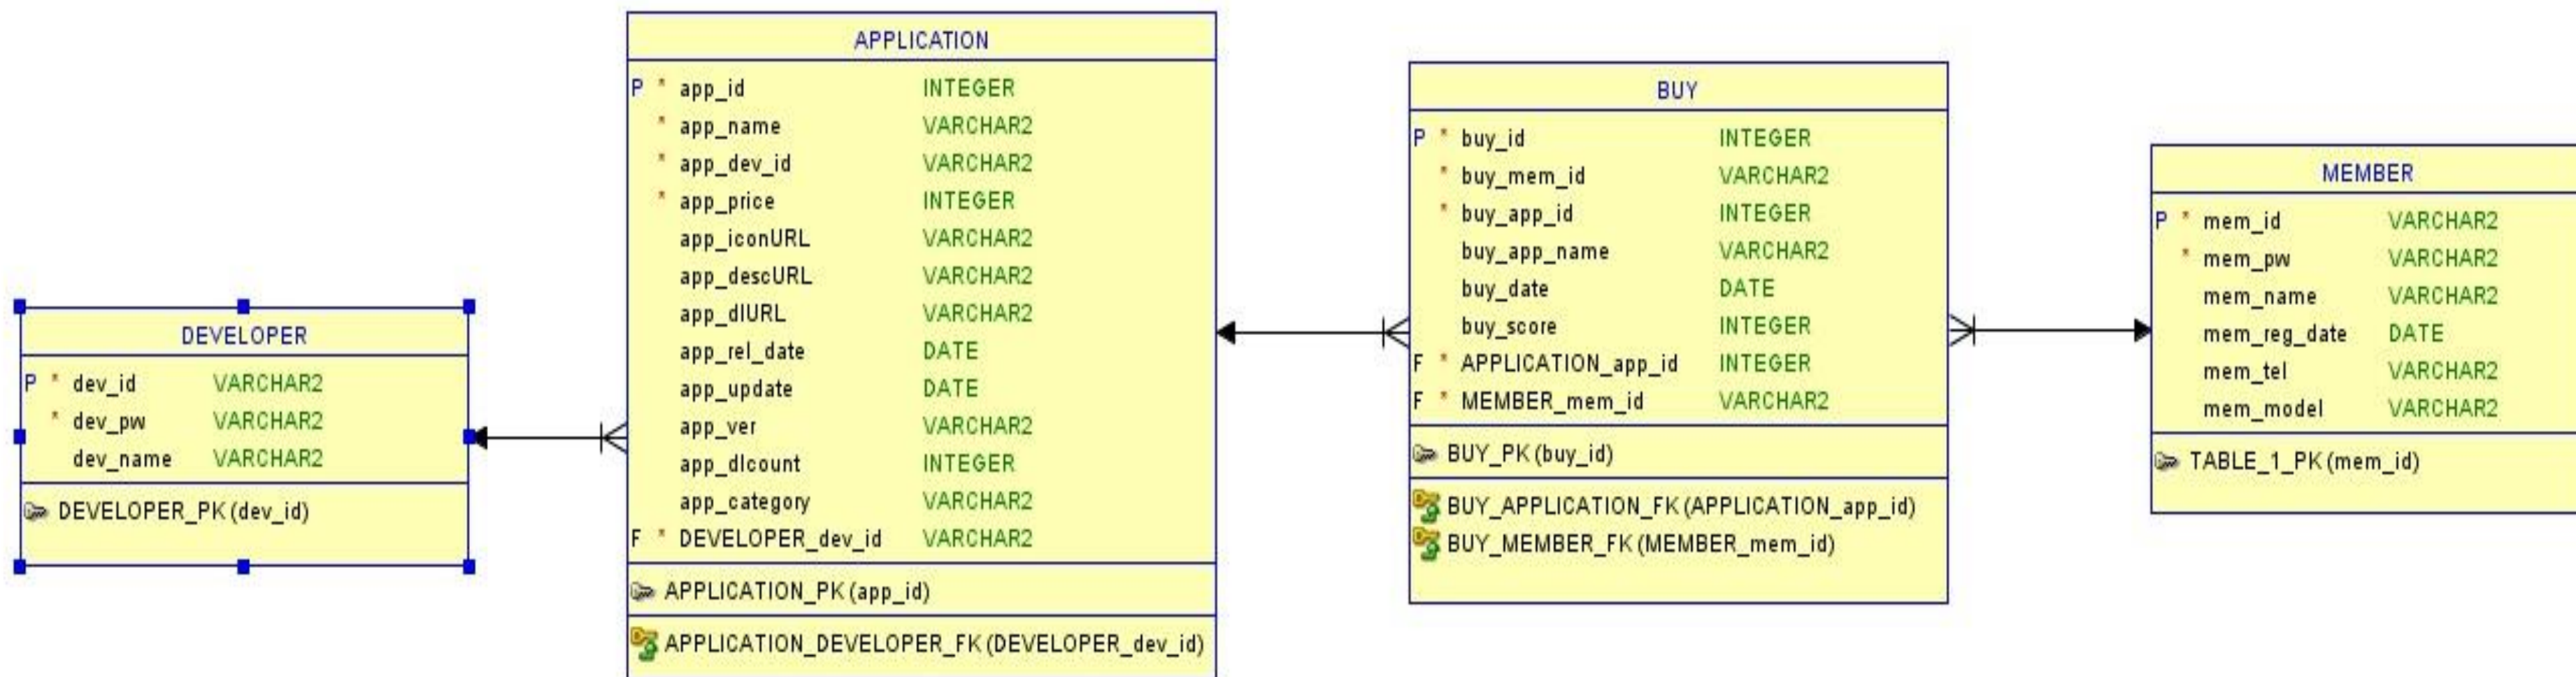 DEVELOPER
P * dev_id VARCHAR2
* dev_pw VARCHAR2
dev_name VARCHAR2
DEVELOPER_PK (dev_id)
APPLICATION
P * app_id INTEGER
* app_name VARCHAR2
* app_dev_id VARCHAR2
* app_price INTEGER
app_iconURL VARCHAR2
app_descURL VARCHAR2
app_dlURL VARCHAR2
app_rel_date DATE
app_update DATE
app_ver VARCHAR2
app_dlcount INTEGER
app_category VARCHAR2
F * DEVELOPER_dev_id VARCHAR2
APPLICATION_PK (app_id)
APPLICATION_DEVELOPER_FK (DEVELOPER_dev_id)
BUY
P * buy_id INTEGER
* buy_mem_id VARCHAR2
* buy_app_id INTEGER
buy_app_name VARCHAR2
buy_date DATE
buy_score INTEGER
F * APPLICATION_app_id INTEGER
F * MEMBER_mem_id VARCHAR2
BUY_PK (buy_id)
BUY_APPLICATION_FK (APPLICATION_app_id)
BUY_MEMBER_FK (MEMBER_mem_id)
MEMBER
P * mem_id VARCHAR2
* mem_pw VARCHAR2
mem_name VARCHAR2
mem_reg_date DATE
mem_tel VARCHAR2
mem_model VARCHAR2
TABLE_1_PK (mem_id)